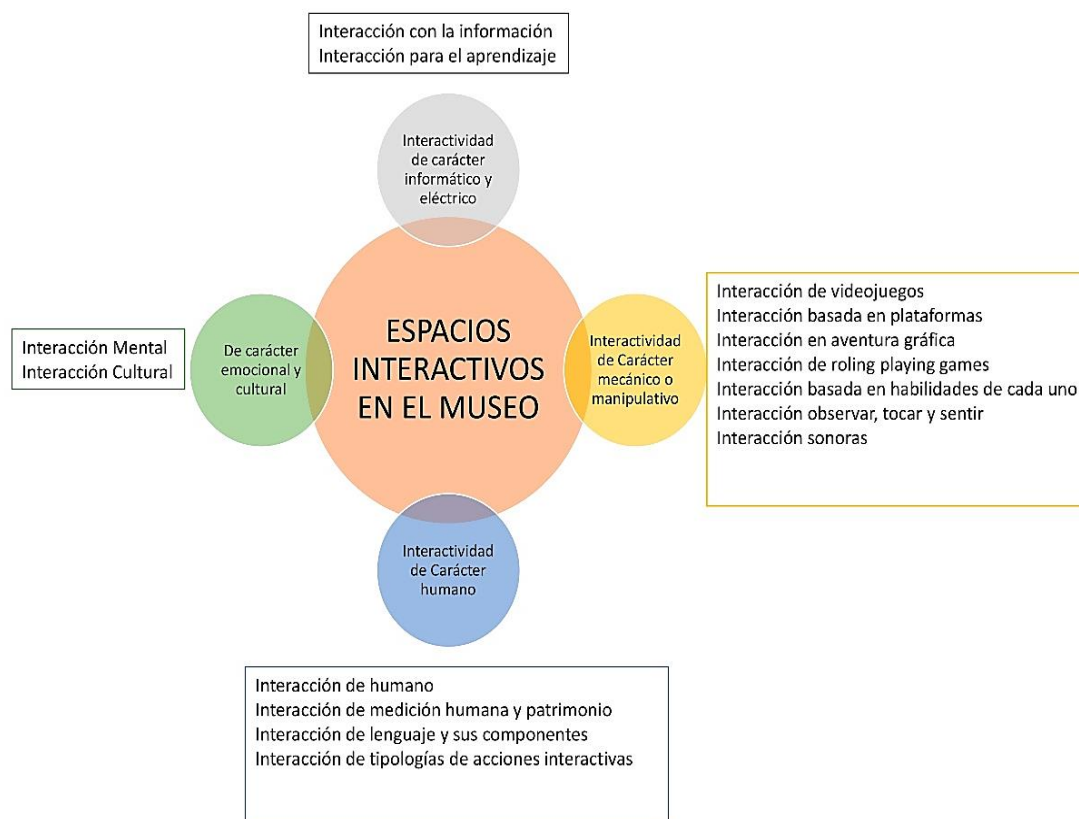 Interacción con la información
Interacción para el aprendizaje
Interactividad
de carácter
informático y
eléctrico
ESPACIOS
INTERACTIVOS
EN EL MUSEO
Interacción Mental
Interacción Cultural
De carácter
emocional y
cultural
Interactividad
de Carácter
mecánico o
manipulativo
Interacción de videojuegos
Interacción basada en plataformas
Interacción en aventura gráfica
Interacción de roling playing games
Interacción basada en habilidades de cada uno
Interacción observar, tocar y sentir
Interacción sonoras
Interactividad
de Carácter
humano
Interacción de humano
Interacción de medición humana y patrimonio
Interacción de lenguaje y sus componentes
Interacción de tipologías de acciones interactivas